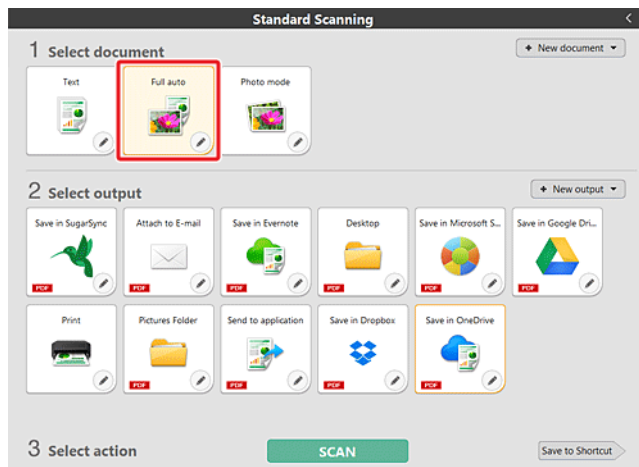 Standard Scanning
1 Select document
+ New document
Text
Full auto
Photo mode
2 Select output
+ New output
Save in SugarSync
Attach to E-mail
Save in Evernote
Desktop
Save in Microsoft S...
Save in Google Dri...
PDF
PDF
PDF
PDF
PDF
PDF
Print
Pictures Folder
Send to application
Save in Dropbox
Save in OneDrive
PDF
PDF
PDF
PDF
3 Select action
SCAN
Save to Shortcut